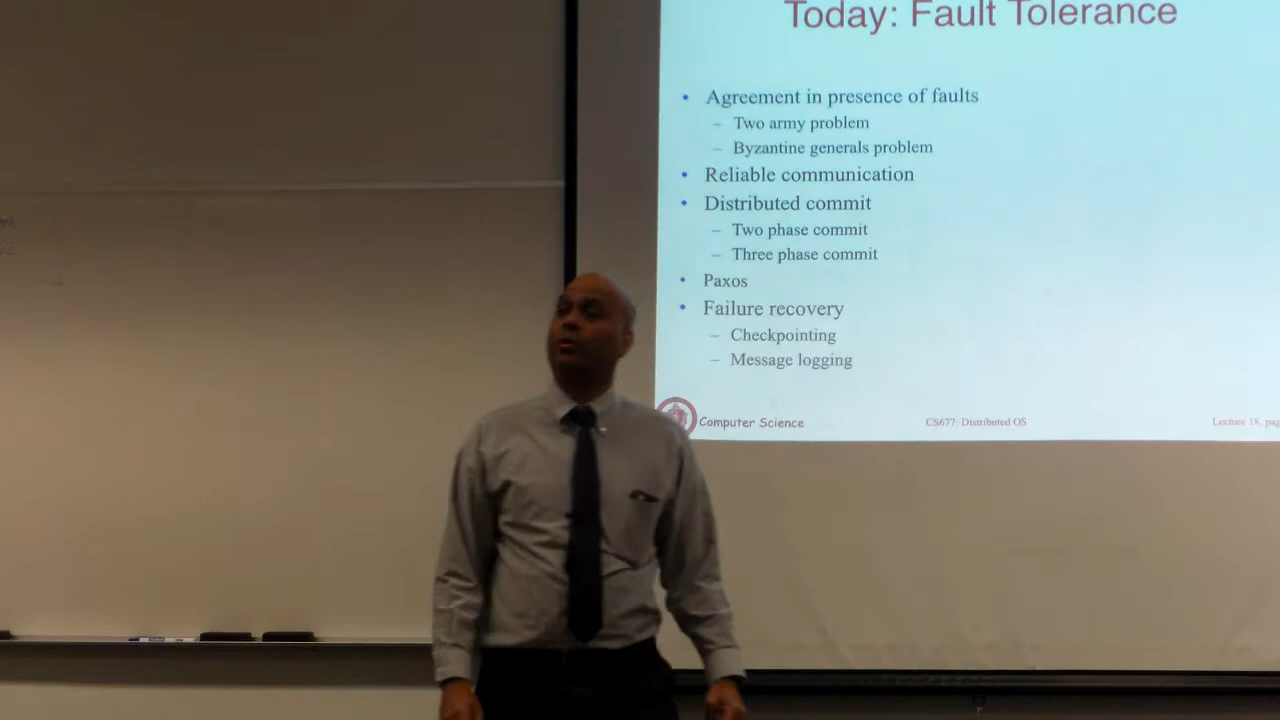 Today: Fault Tolerance
• Agreement in presence of faults
– Two army problem
– Byzantine generals problem
• Reliable communication
• Distributed commit
– Two phase commit
– Three phase commit
• Paxos
• Failure recovery
– Checkpointing
– Message logging
Computer Science
CS677: Distributed OS
Lecture 18,